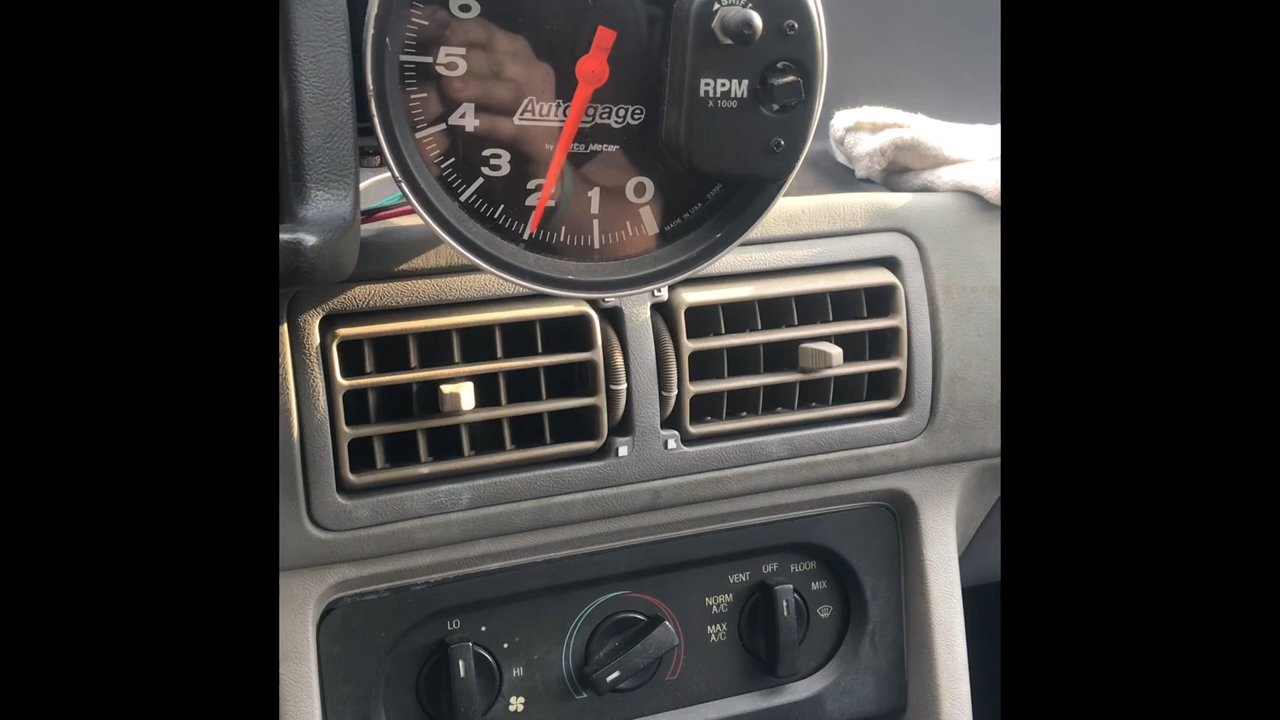 SHIFT
6
5
RPM
X 1000
Autogage
4
by Auto Meter
3
2
1
0
MADE IN U.S.A.
OFF
FLOOR
VENT
MIX
NORM
A/C
LO
MAX
A/C
HI